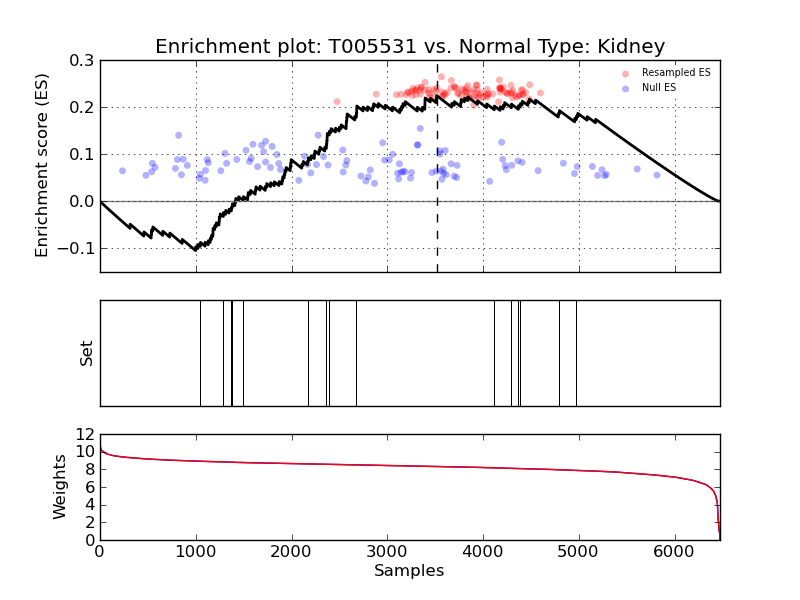 Enrichment plot: T005531 vs. Normal Type: Kidney
Enrichment score (ES)
0.3
0.2
0.1
0.0
−0.1
Resampled ES
Null ES
Set
Weights
12
10
8
6
4
2
0
0 1000 2000 3000 4000 5000 6000
Samples